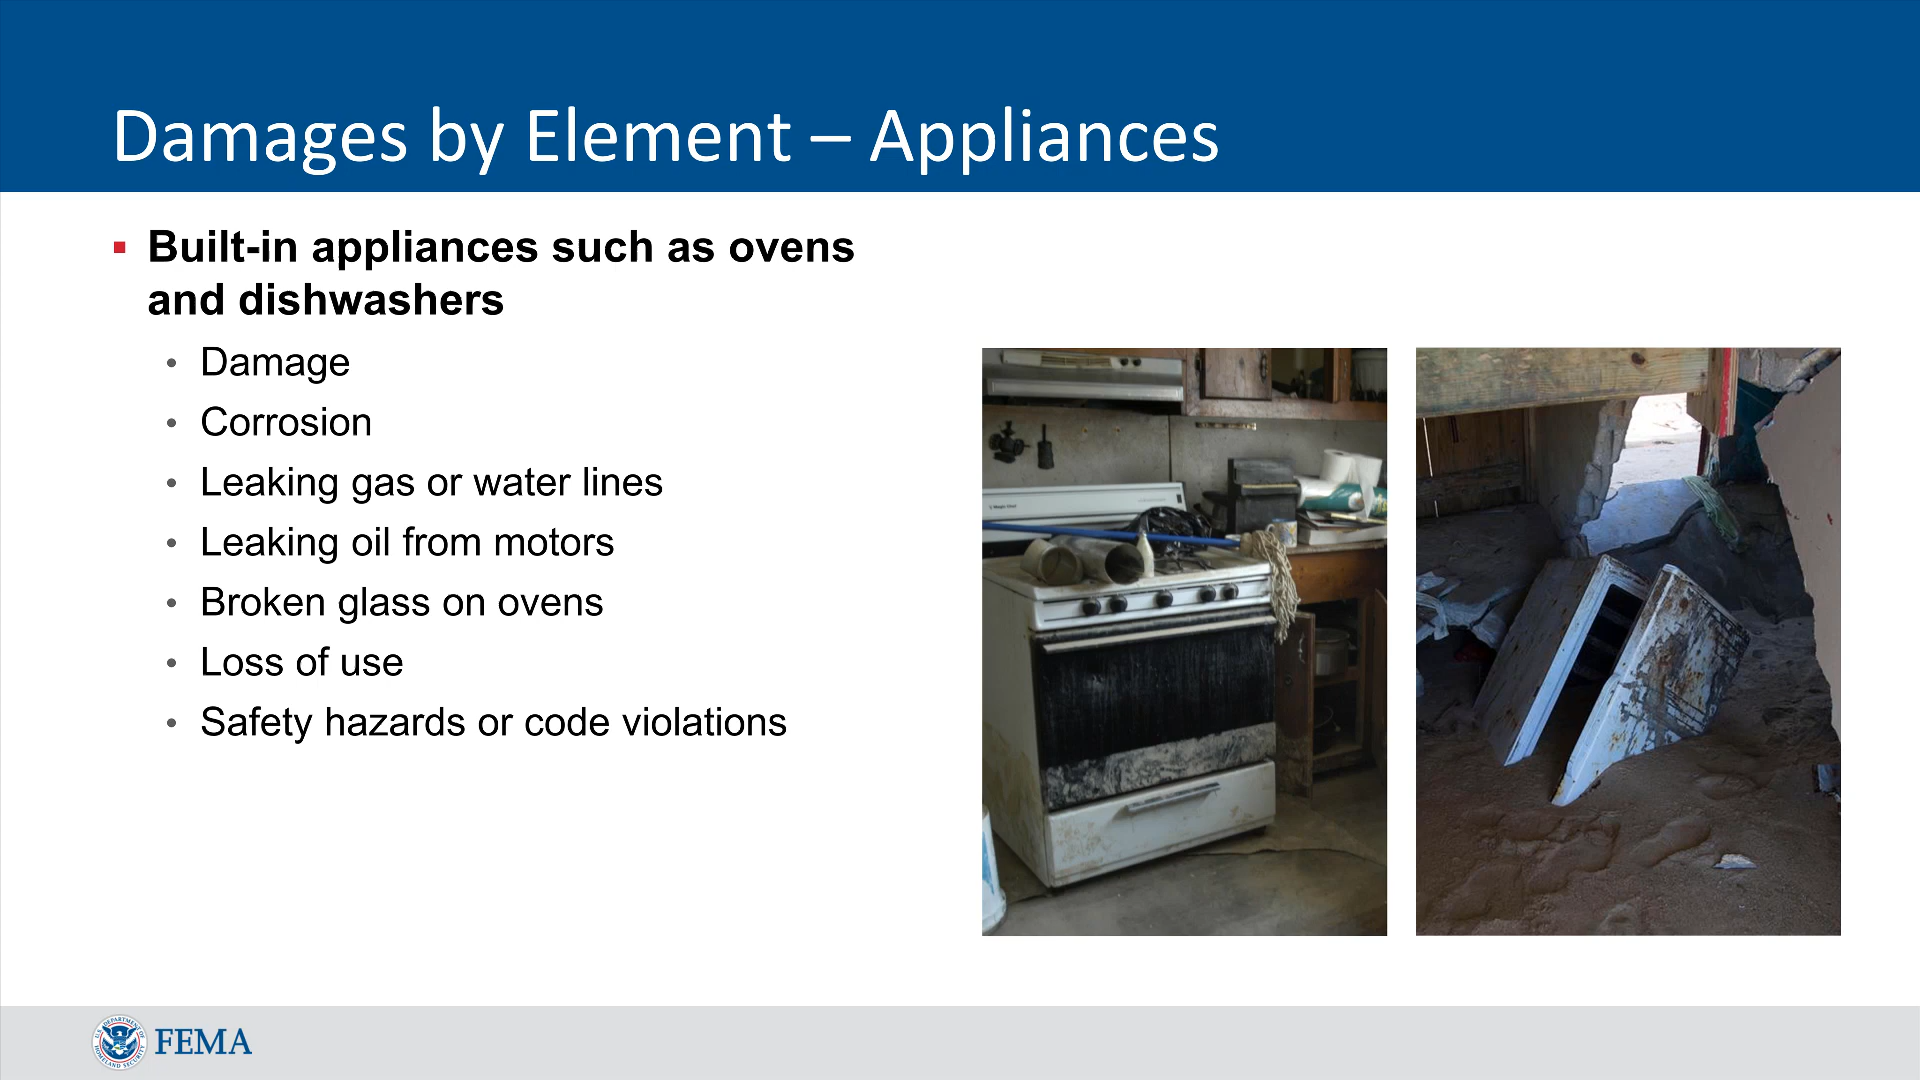 Damages by Element – Appliances
Built-in appliances such as ovens
and dishwashers
Damage
Corrosion
Leaking gas or water lines
Leaking oil from motors
Broken glass on ovens
Loss of use
Safety hazards or code violations
FEMA